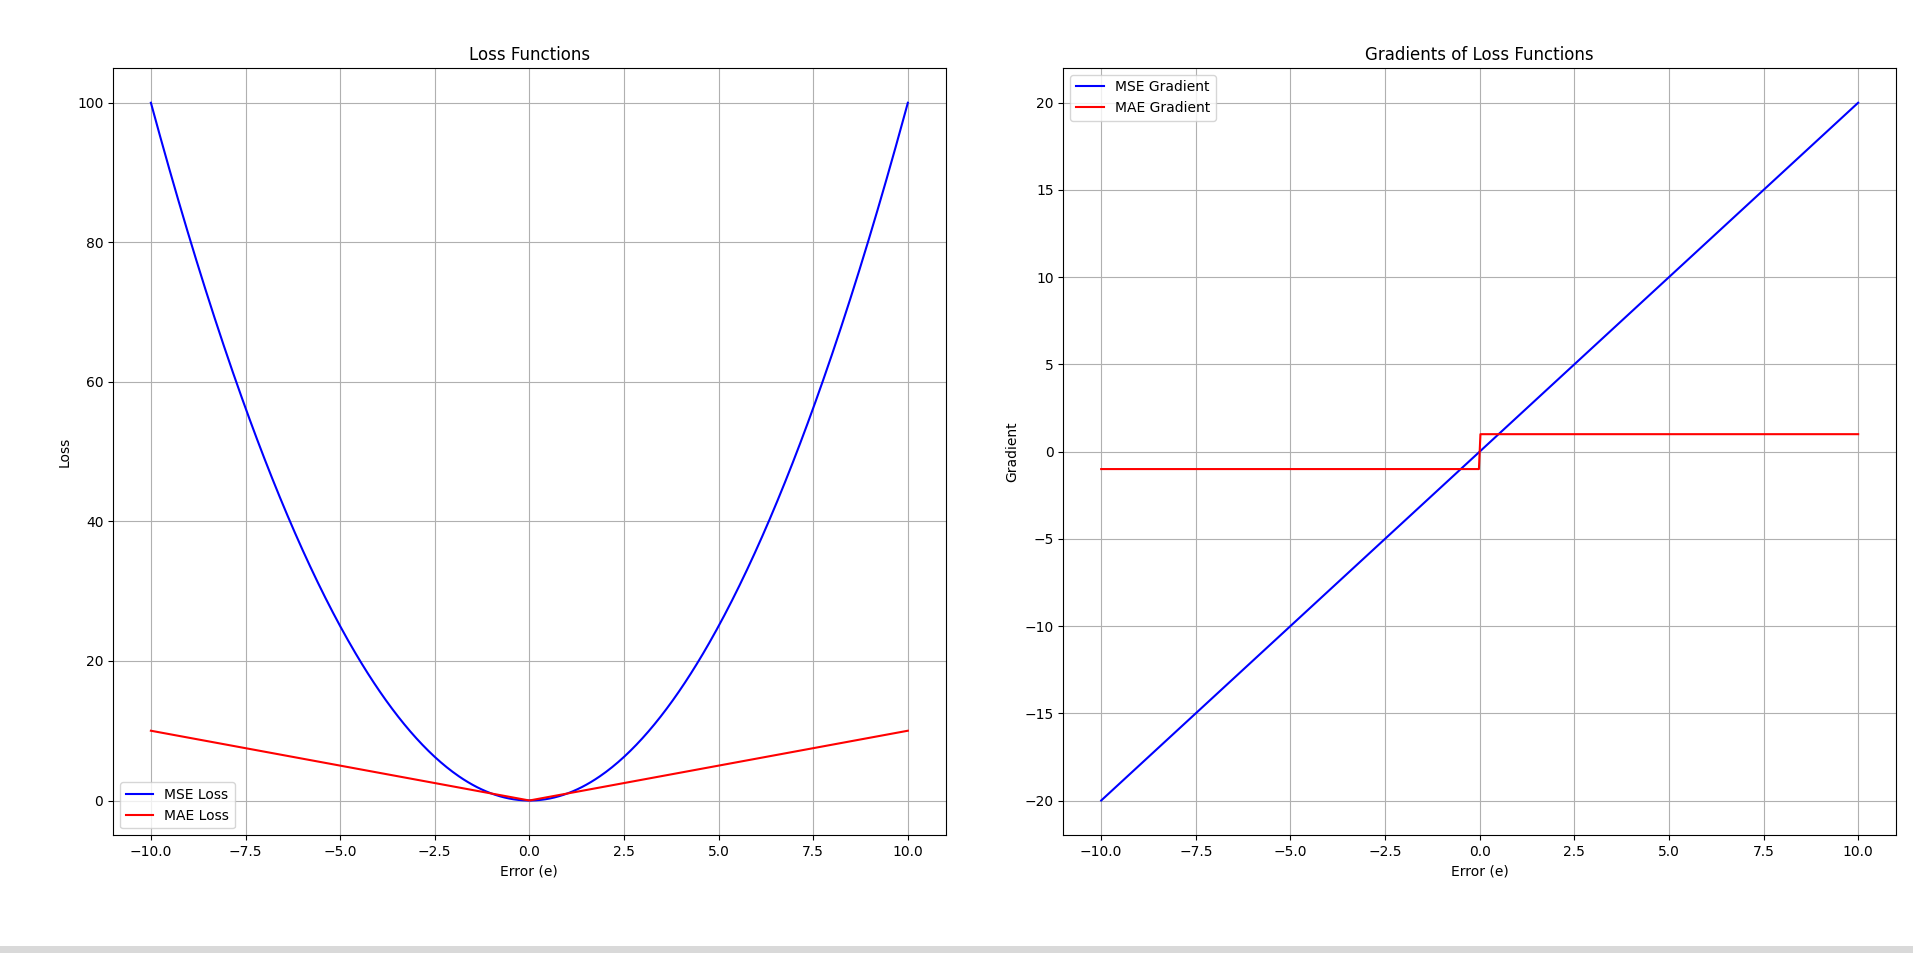 Loss Functions
100
80
60
40
20
0
Loss
MSE Loss
MAE Loss
−10.0 −7.5 −5.0 −2.5 0.0 2.5 5.0 7.5 10.0
Error (e)
Gradients of Loss Functions
MSE Gradient
MAE Gradient
20
15
10
5
0
−5
−10
−15
−20
Gradient
−10.0 −7.5 −5.0 −2.5 0.0 2.5 5.0 7.5 10.0
Error (e)